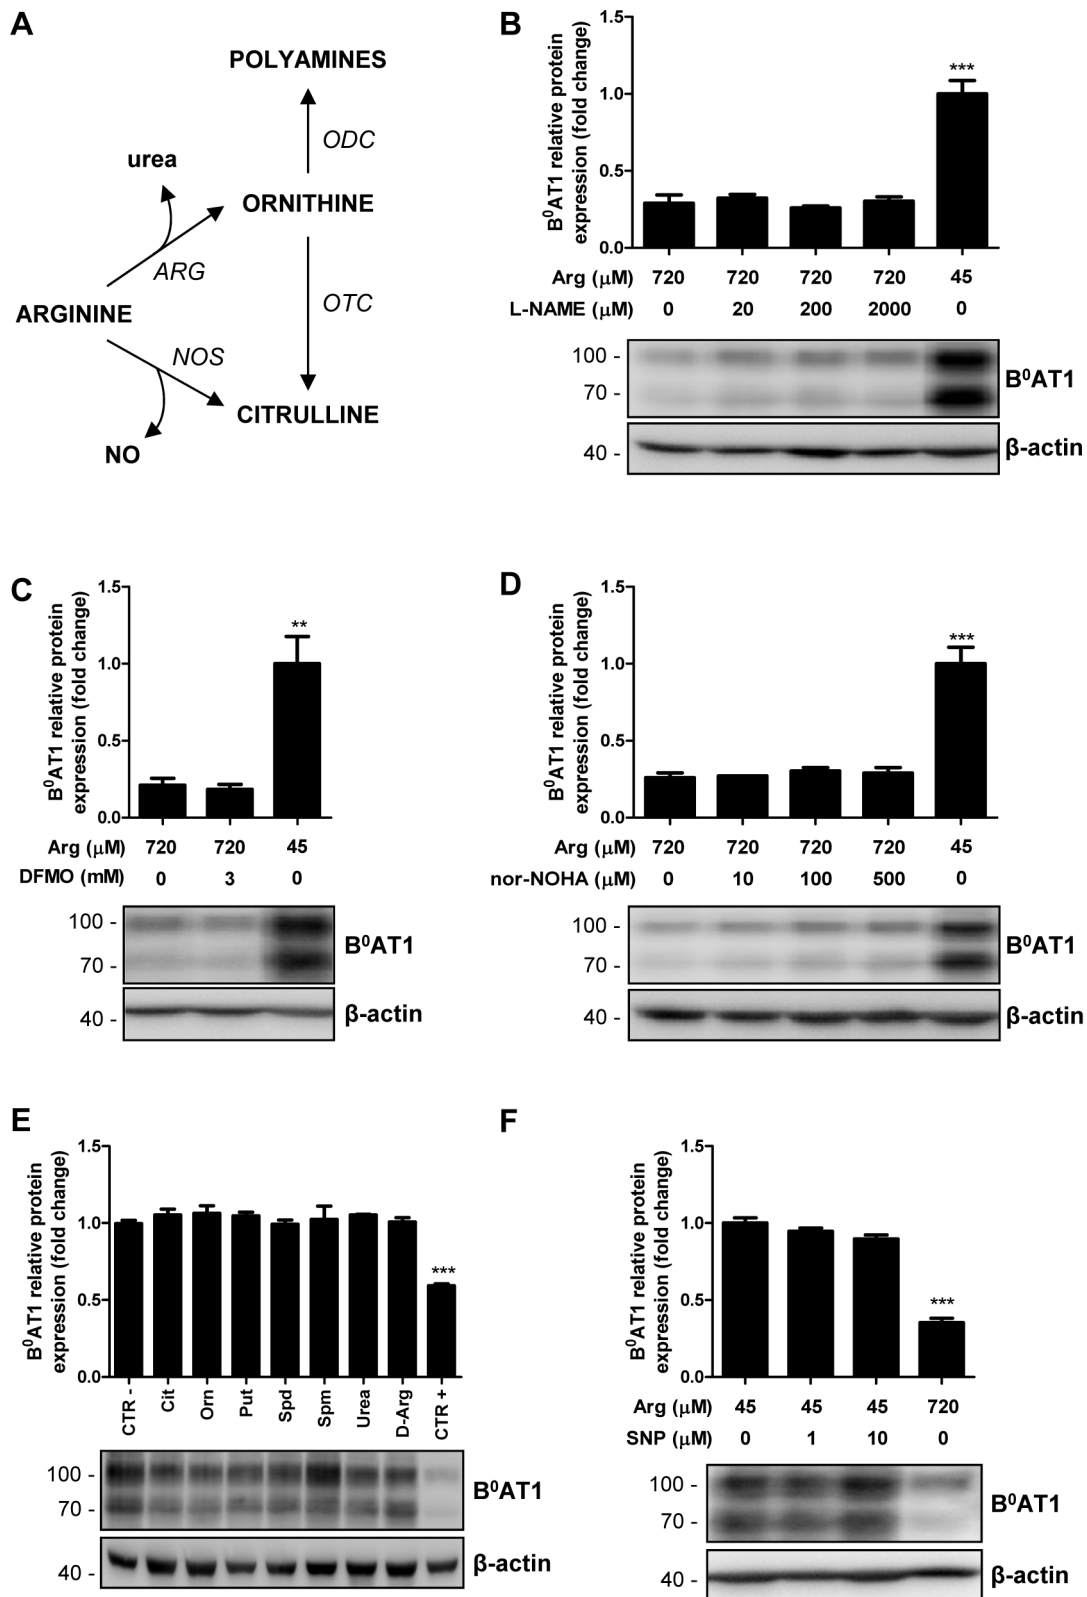 A
POLYAMINES
ODC
urea
ORNITHINE
ARG
OTC
ARGININE
NOS
CITRULLINE
NO
B
B⁰AT1 relative protein
expression (fold change)
1.5
1.0
0.5
0.0
***
Arg (μM) 720 720 720 720 45
L-NAME (μM) 0 20 200 2000 0
100 -
70 -
B⁰AT1
40 -
β-actin
C
B⁰AT1 relative protein
expression (fold change)
1.5
1.0
0.5
0.0
**
Arg (μM) 720 720 45
DFMO (mM) 0 3 0
100 -
70 -
B⁰AT1
40 -
β-actin
D
B⁰AT1 relative protein
expression (fold change)
1.5
1.0
0.5
0.0
***
Arg (μM) 720 720 720 720 45
nor-NOHA (μM) 0 10 100 500 0
100 -
70 -
B⁰AT1
40 -
β-actin
E
B⁰AT1 relative protein
expression (fold change)
1.5
1.0
0.5
0.0
***
CTR - Cit Orn Put Spd Spm Urea D-Arg CTR +
100 -
70 -
B⁰AT1
40 -
β-actin
F
B⁰AT1 relative protein
expression (fold change)
1.5
1.0
0.5
0.0
***
Arg (μM) 45 45 45 720
SNP (μM) 0 1 10 0
100 -
70 -
B⁰AT1
40 -
β-actin